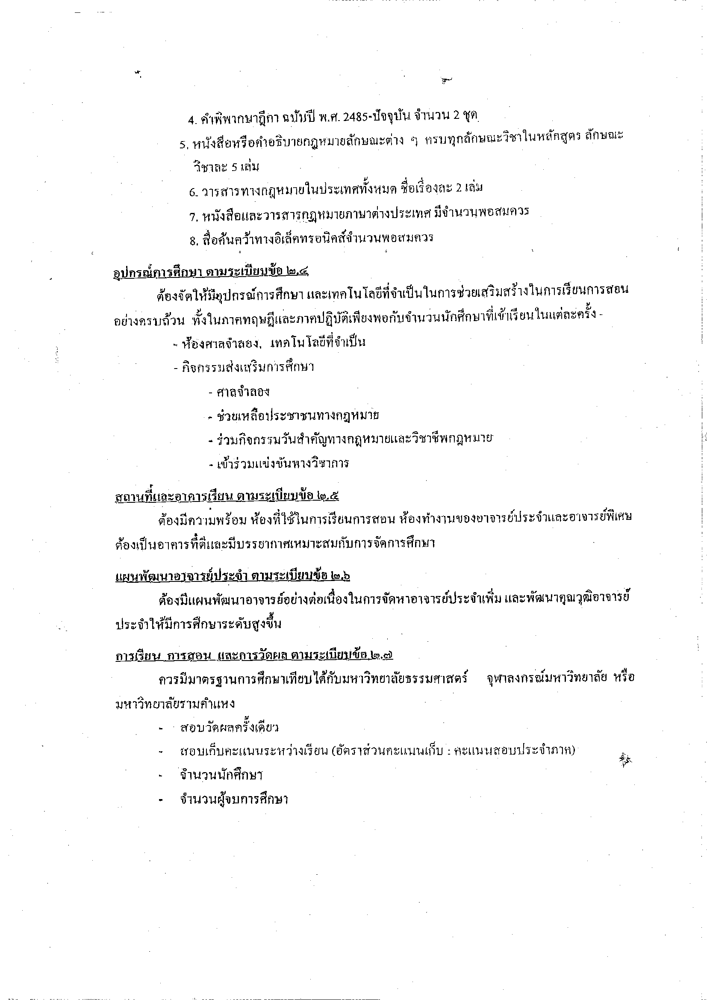 4. คำพิพากษาฎีกา ฉบับปี พ.ศ. 2485-ปัจจุบัน จำนวน 2 ชุด
5. หนังสือหรือคำอธิบายกฎหมายลักษณะต่าง ๆ ครบทุกลักษณะวิชาในหลักสูตร ลักษณะ
วิชาละ 5 เล่ม
6. วารสารทางกฎหมายในประเทศทั้งหมด ชื่อเรื่องละ 2 เล่ม
7. หนังสือและวารสารกฎหมายภาษาต่างประเทศ มีจำนวนพอสมควร
8. สื่อค้นคว้าทางอิเล็คทรอนิคส์จำนวนพอสมควร
อุปกรณ์การศึกษา ตามระเบียบข้อ ๒.๔
ต้องจัดให้มีอุปกรณ์การศึกษา และเทคโนโลยีที่จำเป็นในการช่วยเสริมสร้างในการเรียนการสอน
อย่างครบถ้วน ทั้งในภาคทฤษฎีและภาคปฏิบัติเพียงพอกับจำนวนนักศึกษาที่เข้าเรียนในแต่ละครั้ง -
- ห้องศาลจำลอง, เทคโนโลยีที่จำเป็น
- กิจกรรมส่งเสริมการศึกษา
- ศาลจำลอง
- ช่วยเหลือประชาชนทางกฎหมาย
- ร่วมกิจกรรมวันสำคัญทางกฎหมายและวิชาชีพกฎหมาย
- เข้าร่วมแข่งขันทางวิชาการ
สถานที่และอาคารเรียน ตามระเบียบข้อ ๒.๕
ต้องมีความพร้อม ห้องที่ใช้ในการเรียนการสอน ห้องทำงานของอาจารย์ประจำและอาจารย์พิเศษ
ต้องเป็นอาคารที่ดีและมีบรรยากาศเหมาะสมกับการจัดการศึกษา
แผนพัฒนาอาจารย์ประจำ ตามระเบียบข้อ ๒.๖
ต้องมีแผนพัฒนาอาจารย์อย่างต่อเนื่องในการจัดหาอาจารย์ประจำเพิ่ม และพัฒนาคุณวุฒิอาจารย์
ประจำให้มีการศึกษาระดับสูงขึ้น
การเรียน การสอน และการวัดผล ตามระเบียบข้อ ๒.๗
ควรมีมาตรฐานการศึกษาเทียบได้กับมหาวิทยาลัยธรรมศาสตร์ จุฬาลงกรณ์มหาวิทยาลัย หรือ
มหาวิทยาลัยรามคำแหง
- สอบวัดผลครั้งเดียว
- สอบเก็บคะแนนระหว่างเรียน (อัตราส่วนคะแนนเก็บ : คะแนนสอบประจำภาค)
- จำนวนนักศึกษา
- จำนวนผู้จบการศึกษา